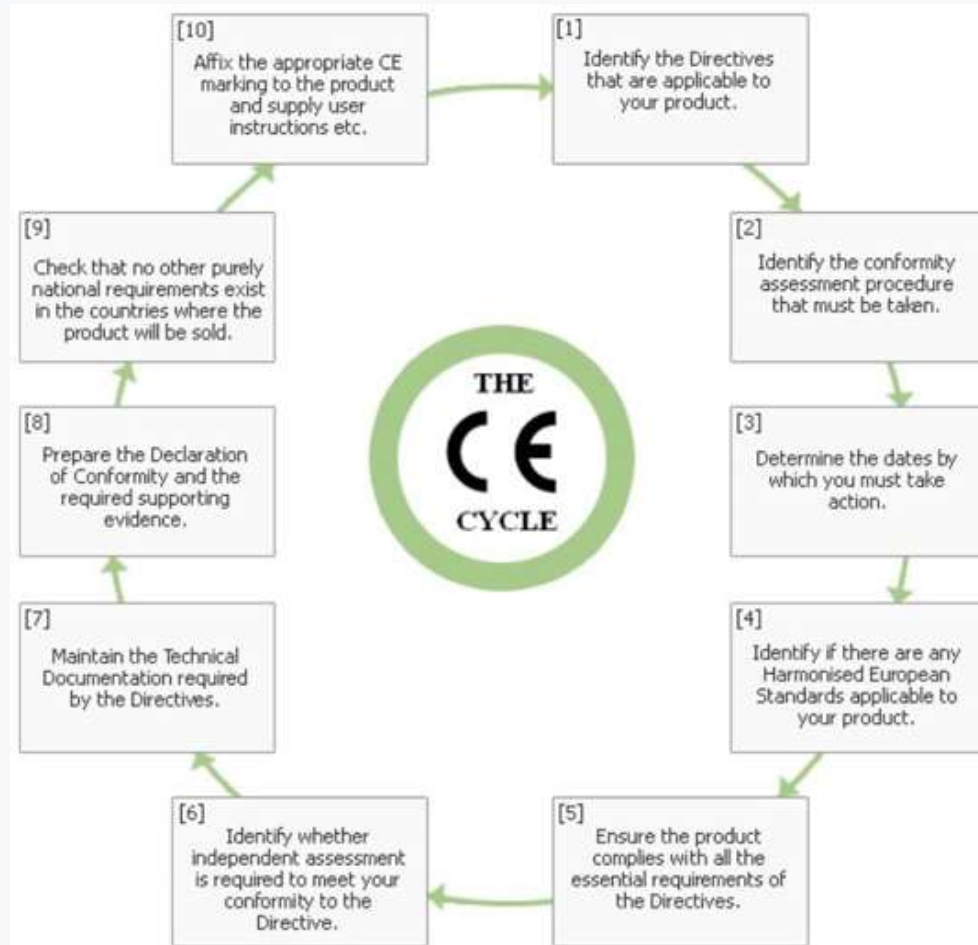 [10]
Affix the appropriate CE
marking to the product
and supply user
instructions etc.
[1]
Identify the Directives
that are applicable to
your product.
[9]
Check that no other purely
national requirements exist
in the countries where the
product will be sold.
[2]
Identify the conformity
assessment procedure
that must be taken.
THE
CE
CYCLE
[8]
Prepare the Declaration
of Conformity and the
required supporting
evidence.
[3]
Determine the dates by
which you must take
action.
[7]
Maintain the Technical
Documentation required
by the Directives.
[4]
Identify if there are any
Harmonised European
Standards applicable to
your product.
[6]
Identify whether
independent assessment
is required to meet your
conformity to the
Directive.
[5]
Ensure the product
complies with all the
essential requirements of
the Directives.